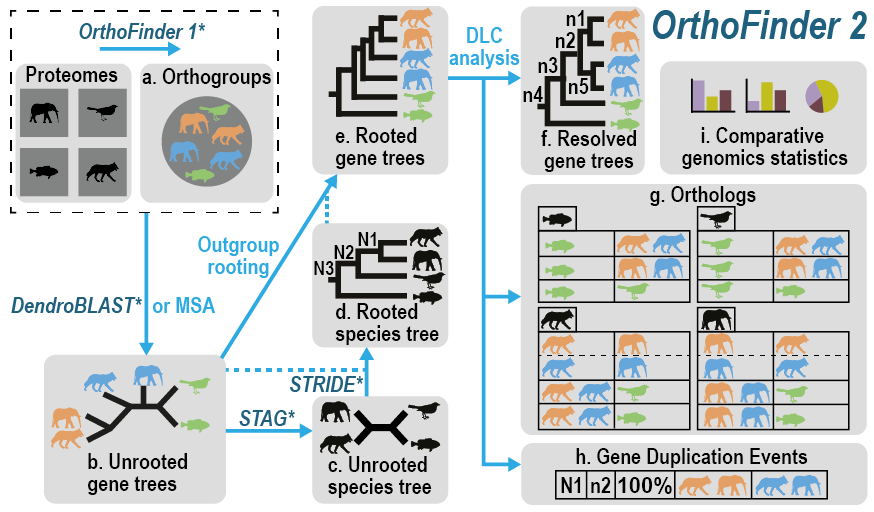 OrthoFinder 1*
Proteomes
a. Orthogroups
DLC
analysis
OrthoFinder 2
e. Rooted
gene trees
n1
n2
n3
n5
n4
f. Resolved
gene trees
i. Comparative
genomics statistics
Outgroup
rooting
DendroBLAST* or MSA
N1
N2
N3
d. Rooted
species tree
g. Orthologs
STRIDE*
STAG*
b. Unrooted
gene trees
c. Unrooted
species tree
h. Gene Duplication Events
N1 n2 100%